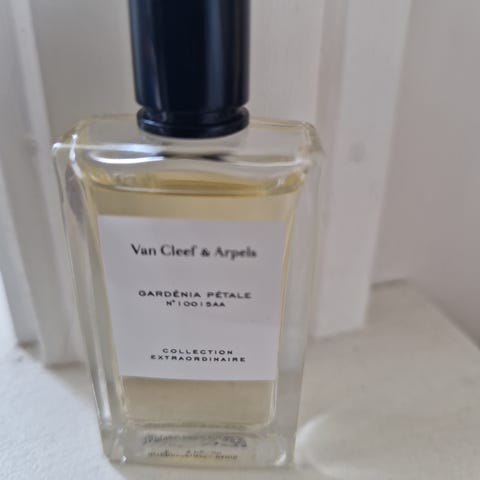 Van Cleef & Arpels
GARDÉNIA PÉTALE
N° 10015AA
COLLECTION
EXTRAORDINAIRE